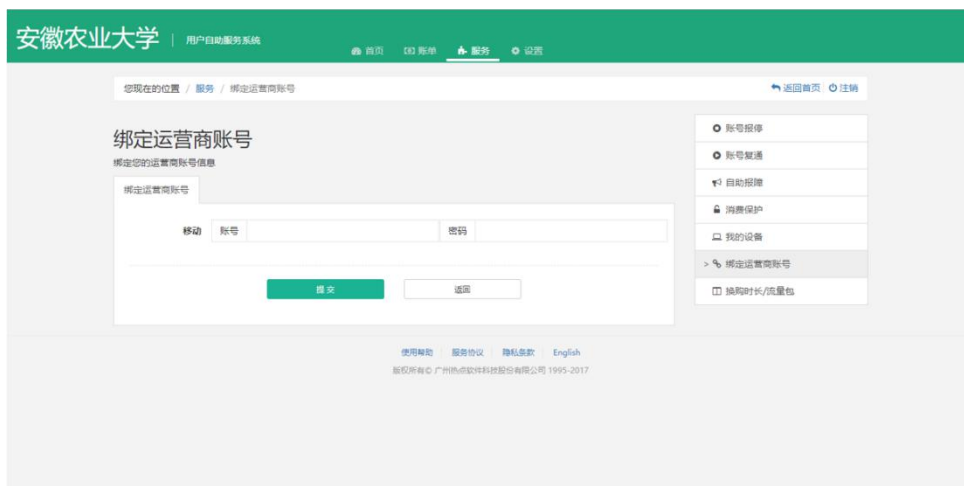 安徽农业大学 | 用户自助服务系统
首页 账单 服务 设置
您现在的位置 / 服务 / 绑定运营商账号
返回首页 注销
绑定运营商账号
绑定您的运营商账号信息
绑定运营商账号
移动 账号 密码
提交 返回
账号报停
账号复通
自助报障
消费保护
我的设备
> 绑定运营商账号
换购时长/流量包
使用帮助 服务协议 隐私条款 English
版权所有© 广州热点软件科技股份有限公司 1995-2017